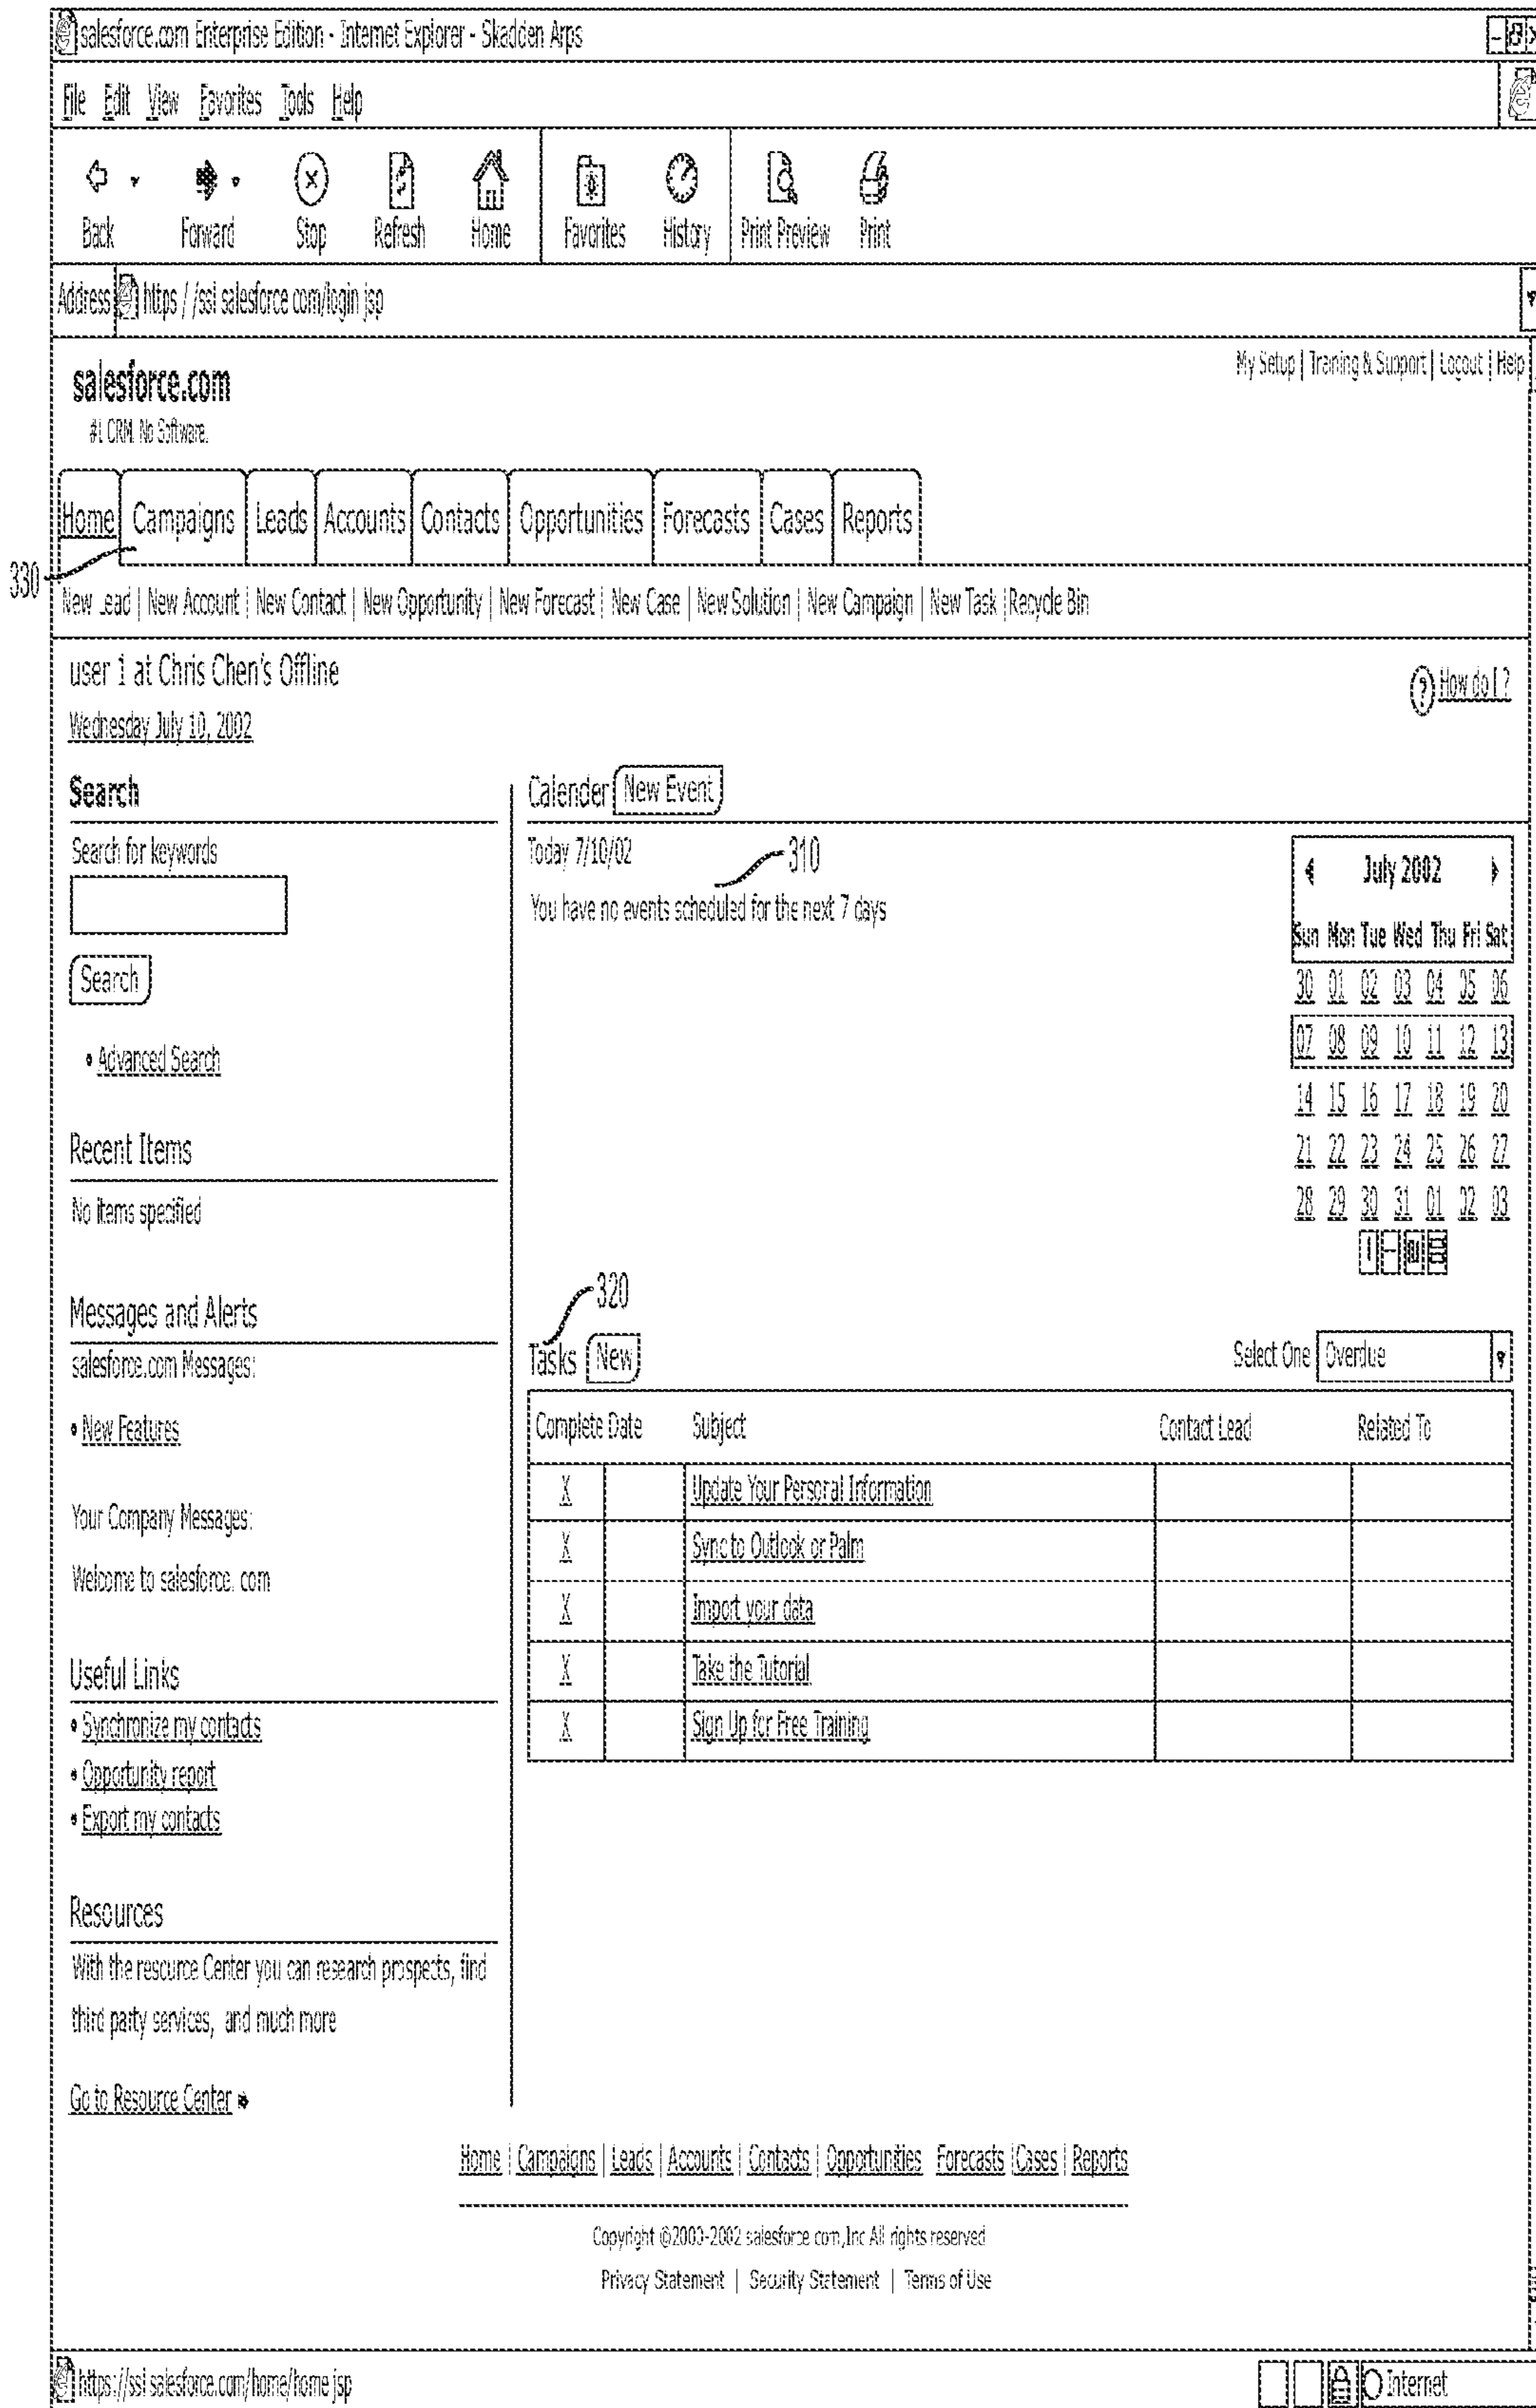 salesforce.com Enterprise Edition - Internet Explorer - Skadden Arps
File Edit View Favorites Tools Help
Back Forward Stop Refresh Home Favorites History Print Preview Print
Address https / /ssl salesforce com/login jsp
My Setup | Training & Support | Logout | Help
salesforce.com
#1 CRM. No Software.
Home Campaigns Leads Accounts Contacts Opportunities Forecasts Cases Reports
330
New Lead | New Account | New Contact | New Opportunity | New Forecast | New Case | New Solution | New Campaign | New Task | Recycle Bin
user 1 at Chris Chen's Offline
How do I ?
Wednesday July 10, 2002
Search
Search for keywords
Search
• Advanced Search
Recent Items
No items specified
Messages and Alerts
salesforce.com Messages:
• New Features
Your Company Messages:
Welcome to salesforce. com
Useful Links
• Synchronize my contacts
• Opportunity report
• Export my contacts
Resources
With the resource Center you can research prospects, find
third party services, and much more
Go to Resource Center
Calender New Event
Today 7/10/02
310
You have no events scheduled for the next 7 days
July 2002
Sun Mon Tue Wed Thu Fri Sat
30 01 02 03 04 05 06
07 08 09 10 11 12 13
14 15 16 17 18 19 20
21 22 23 24 25 26 27
28 29 30 31 01 02 03
320
Tasks New
Select One Overdue
Complete Date Subject Contact Lead Related To
X Update Your Personal Information
X Sync to Outlook or Palm
X Import your data
X Take the Tutorial
X Sign Up for Free Training
Home | Campaigns | Leads | Accounts | Contacts | Opportunities Forecasts | Cases | Reports
Copyright @2000-2002 salesforce com,Inc All rights reserved
Privacy Statement | Security Statement | Terms of Use
https://ssl salesforce.com/home/home jsp
Internet